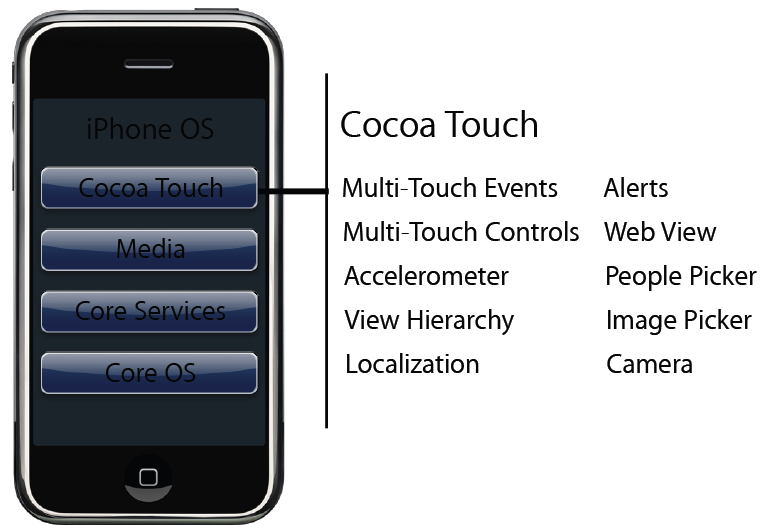 iPhone OS
Cocoa Touch
Media
Core Services
Core OS
Cocoa Touch
Multi-Touch Events
Multi-Touch Controls
Accelerometer
View Hierarchy
Localization
Alerts
Web View
People Picker
Image Picker
Camera